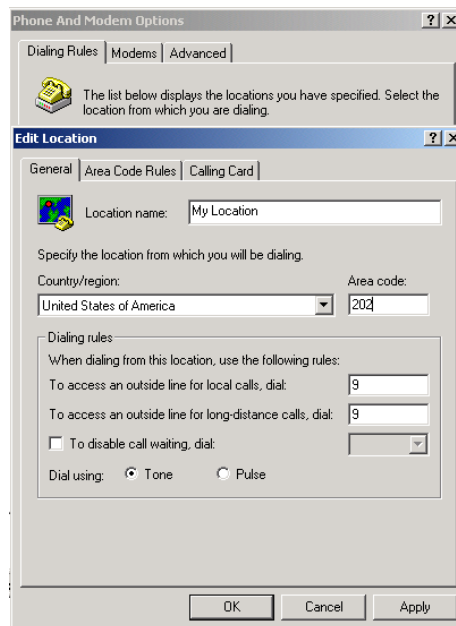 Phone And Modem Options
Dialing Rules Modems Advanced
The list below displays the locations you have specified. Select the
location from which you are dialing.
Edit Location
General Area Code Rules Calling Card
Location name: My Location
Specify the location from which you will be dialing.
Country/region: Area code:
United States of America 202
Dialing rules
When dialing from this location, use the following rules:
To access an outside line for local calls, dial: 9
To access an outside line for long-distance calls, dial: 9
To disable call waiting, dial:
Dial using: Tone Pulse
OK Cancel Apply